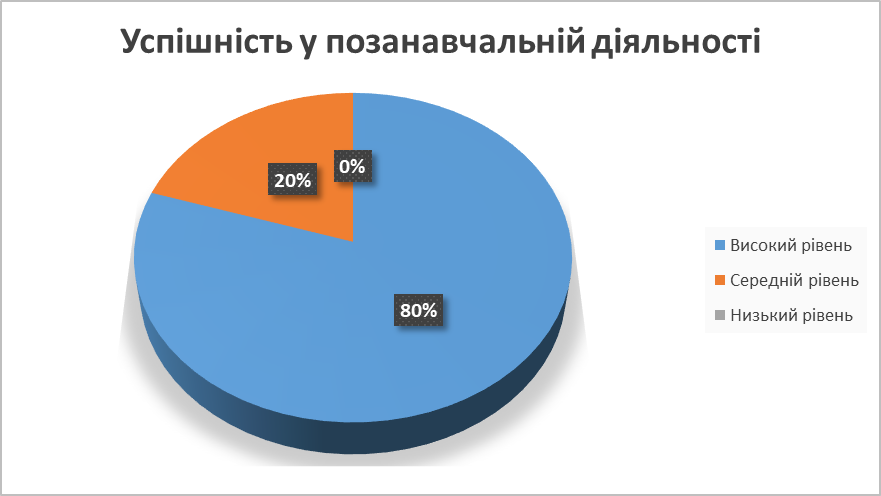 Успішність у позанавчальній діяльності
0%
20%
80%
Високий рівень
Середній рівень
Низький рівень